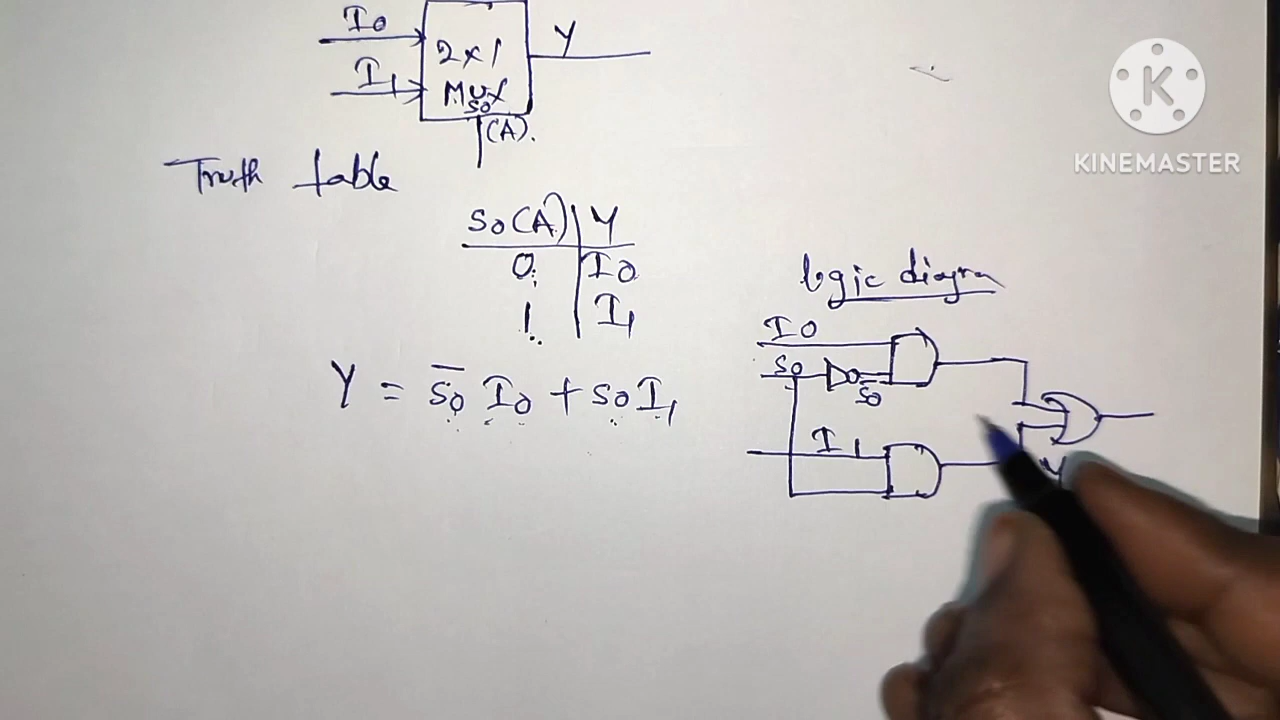 I0
I1
2x1
MUX
S0
(A).
Y
K
KINEMASTER
Truth table
S0(A) Y
0 I0
1 I1
logic diagra
Y = S̅0 I0 + S0 I1
I0
S0
S̅0
I1
Y